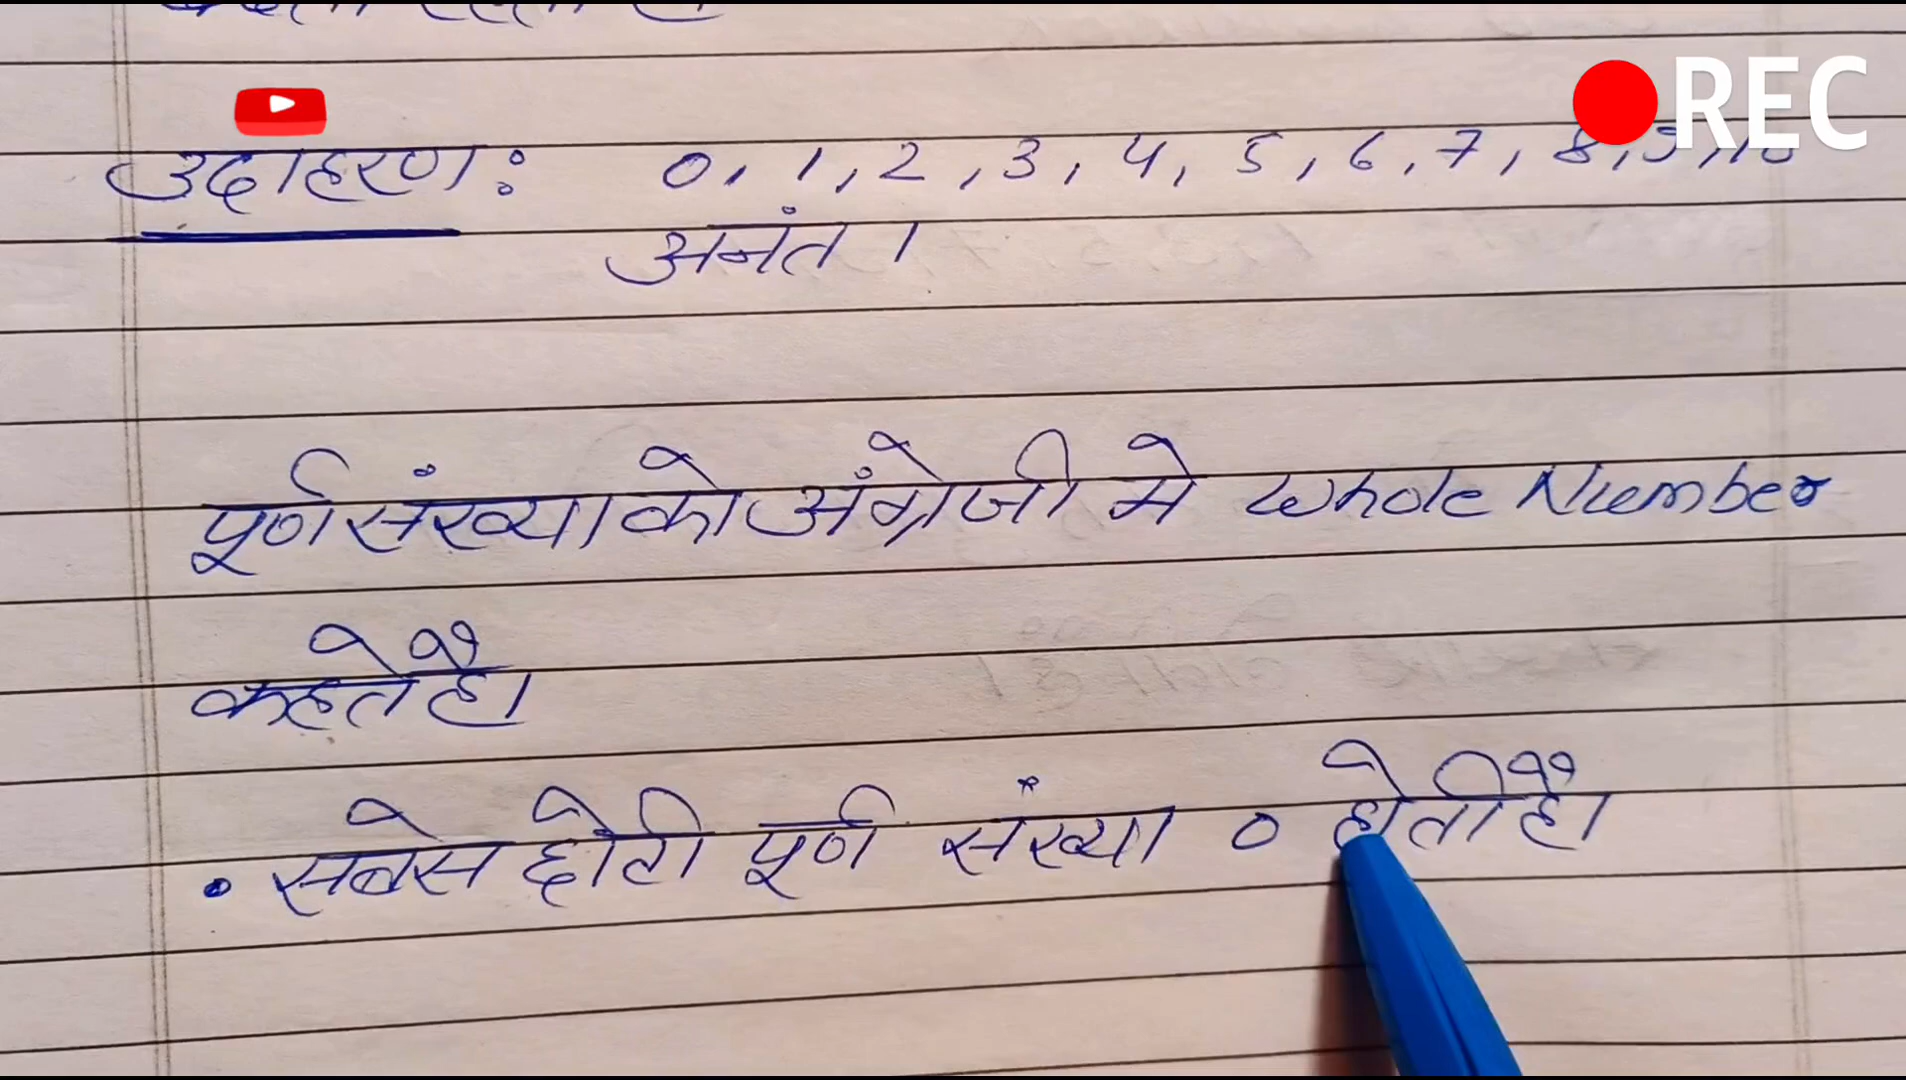 REC
उदाहरण: 0, 1, 2, 3, 4, 5, 6, 7, 8, 9, 10
अनंत।
पूर्ण संख्या को अंग्रेजी मे Whole Number
कहते है।
• सबसे छोटी पूर्ण संख्या 0 होती है।